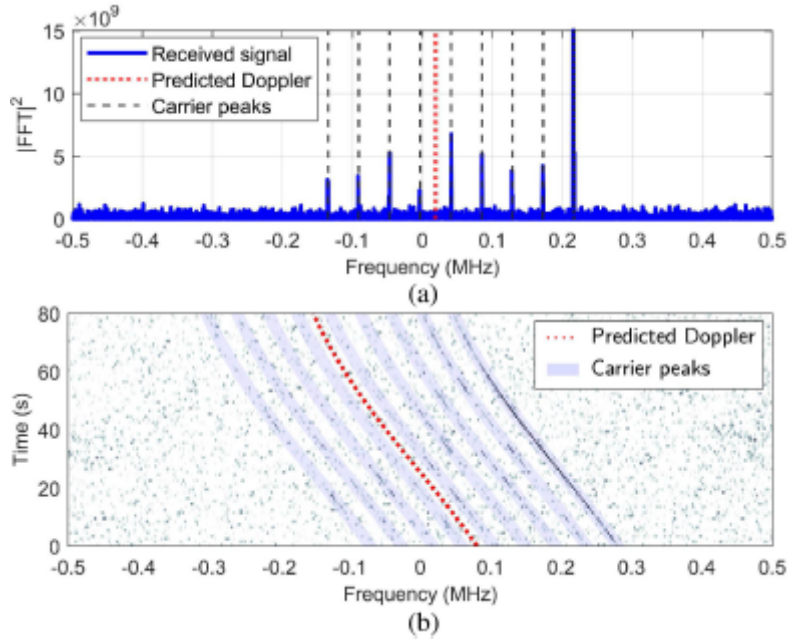 ×10⁹
15
10
5
0
|FFT|²
Received signal
Predicted Doppler
Carrier peaks
-0.5 -0.4 -0.3 -0.2 -0.1 0 0.1 0.2 0.3 0.4 0.5
Frequency (MHz)
(a)
80
60
40
20
0
Time (s)
Predicted Doppler
Carrier peaks
-0.5 -0.4 -0.3 -0.2 -0.1 0 0.1 0.2 0.3 0.4 0.5
Frequency (MHz)
(b)